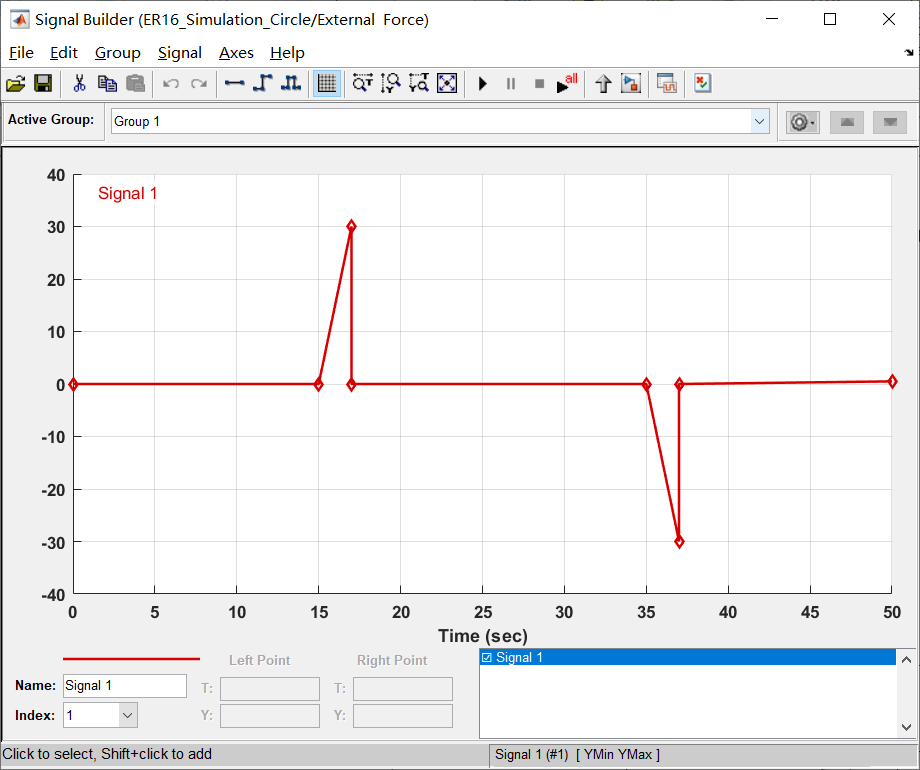 Signal Builder (ER16_Simulation_Circle/External Force)
File Edit Group Signal Axes Help
all
Active Group: Group 1
Signal 1
40
30
20
10
0
-10
-20
-30
-40
0 5 10 15 20 25 30 35 40 45 50
Time (sec)
Left Point Right Point
Signal 1
Name: Signal 1 T: T:
Index: 1 Y: Y:
Click to select, Shift+click to add Signal 1 (#1) [ YMin YMax ]